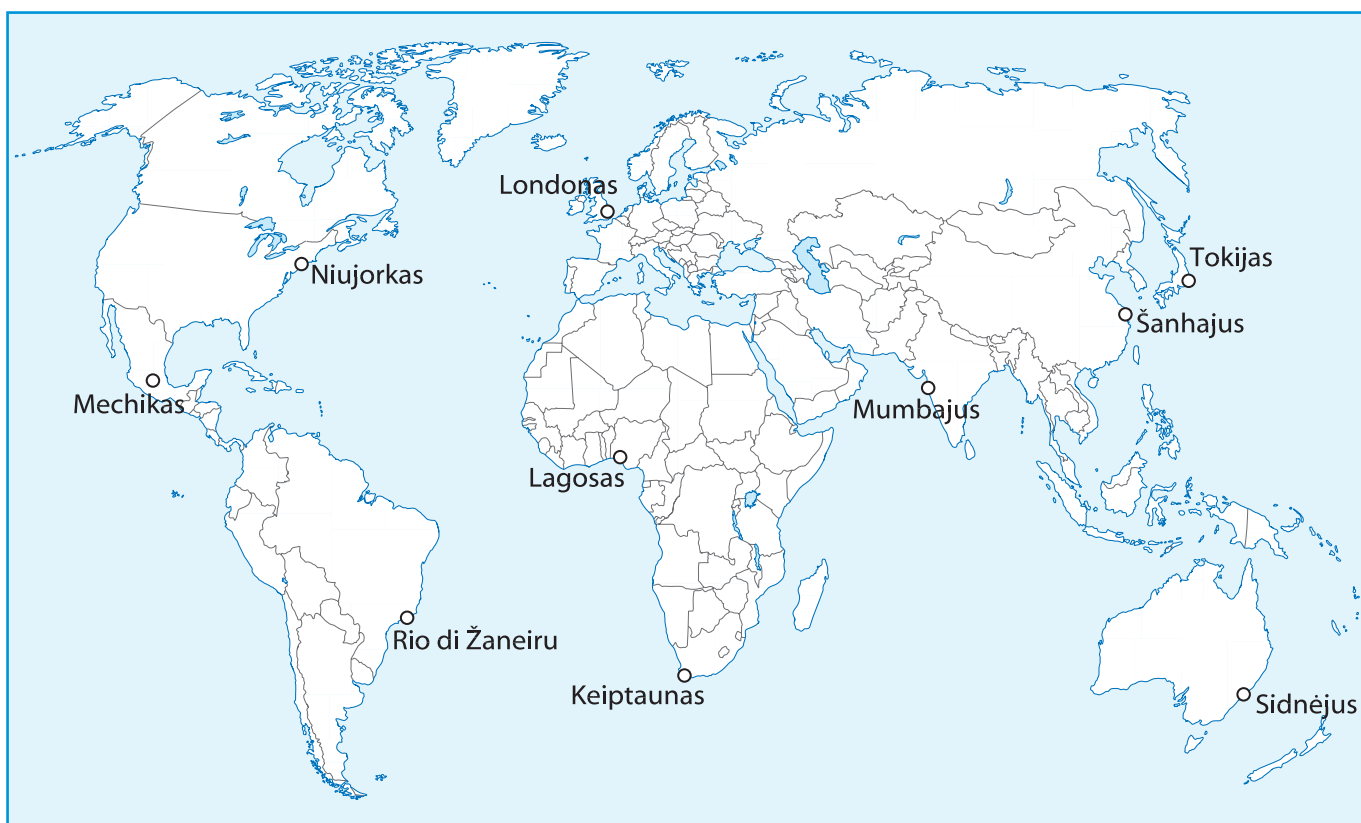 Londonas
Niujorkas
Tokijas
Šanhajus
Mechikas
Mumbajus
Lagosas
Rio di Žaneiru
Keiptaunas
Sidnėjus